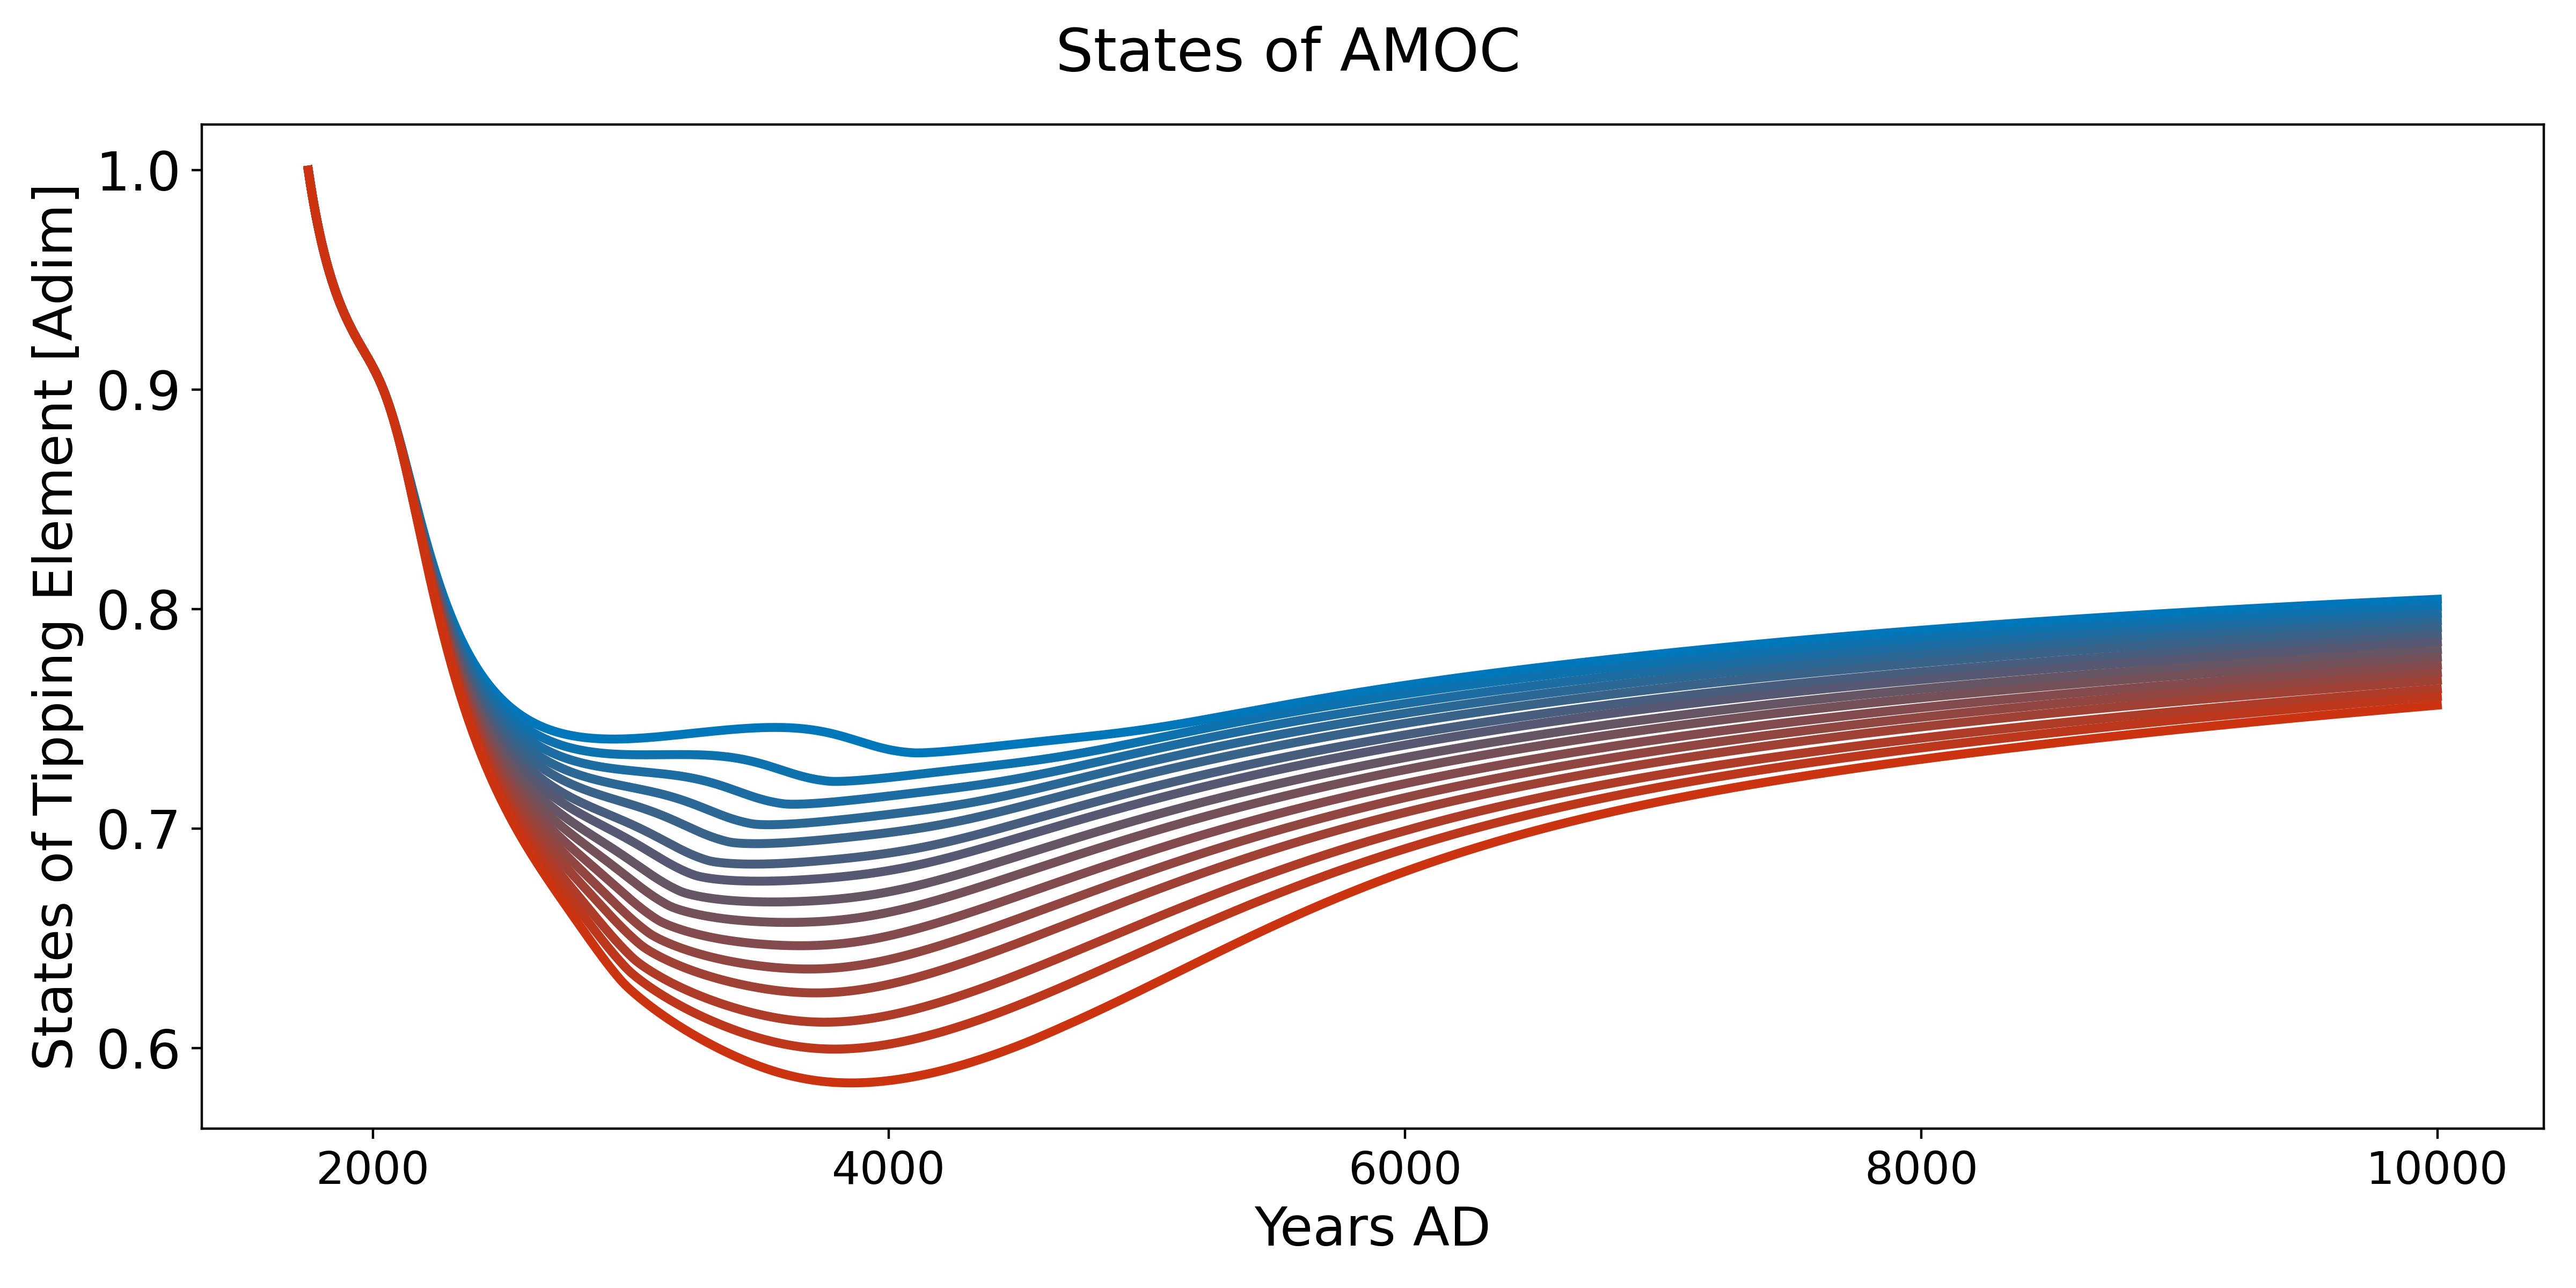 States of AMOC
States of Tipping Element [Adim]
1.0
0.9
0.8
0.7
0.6
2000 4000 6000 8000 10000
Years AD